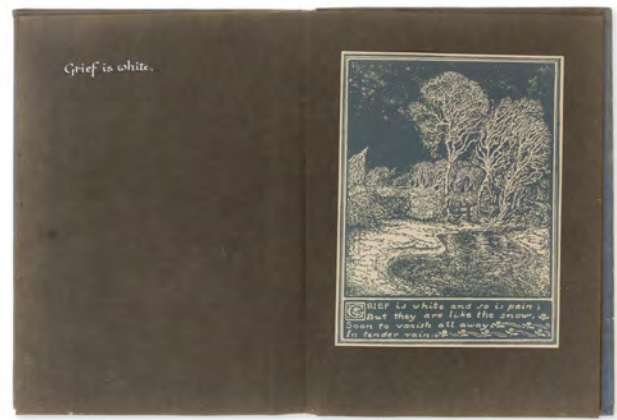 Grief is white.
GRIEF is white and so is pain;
But they are like the snow,
Soon to vanish all away
In tender rain.